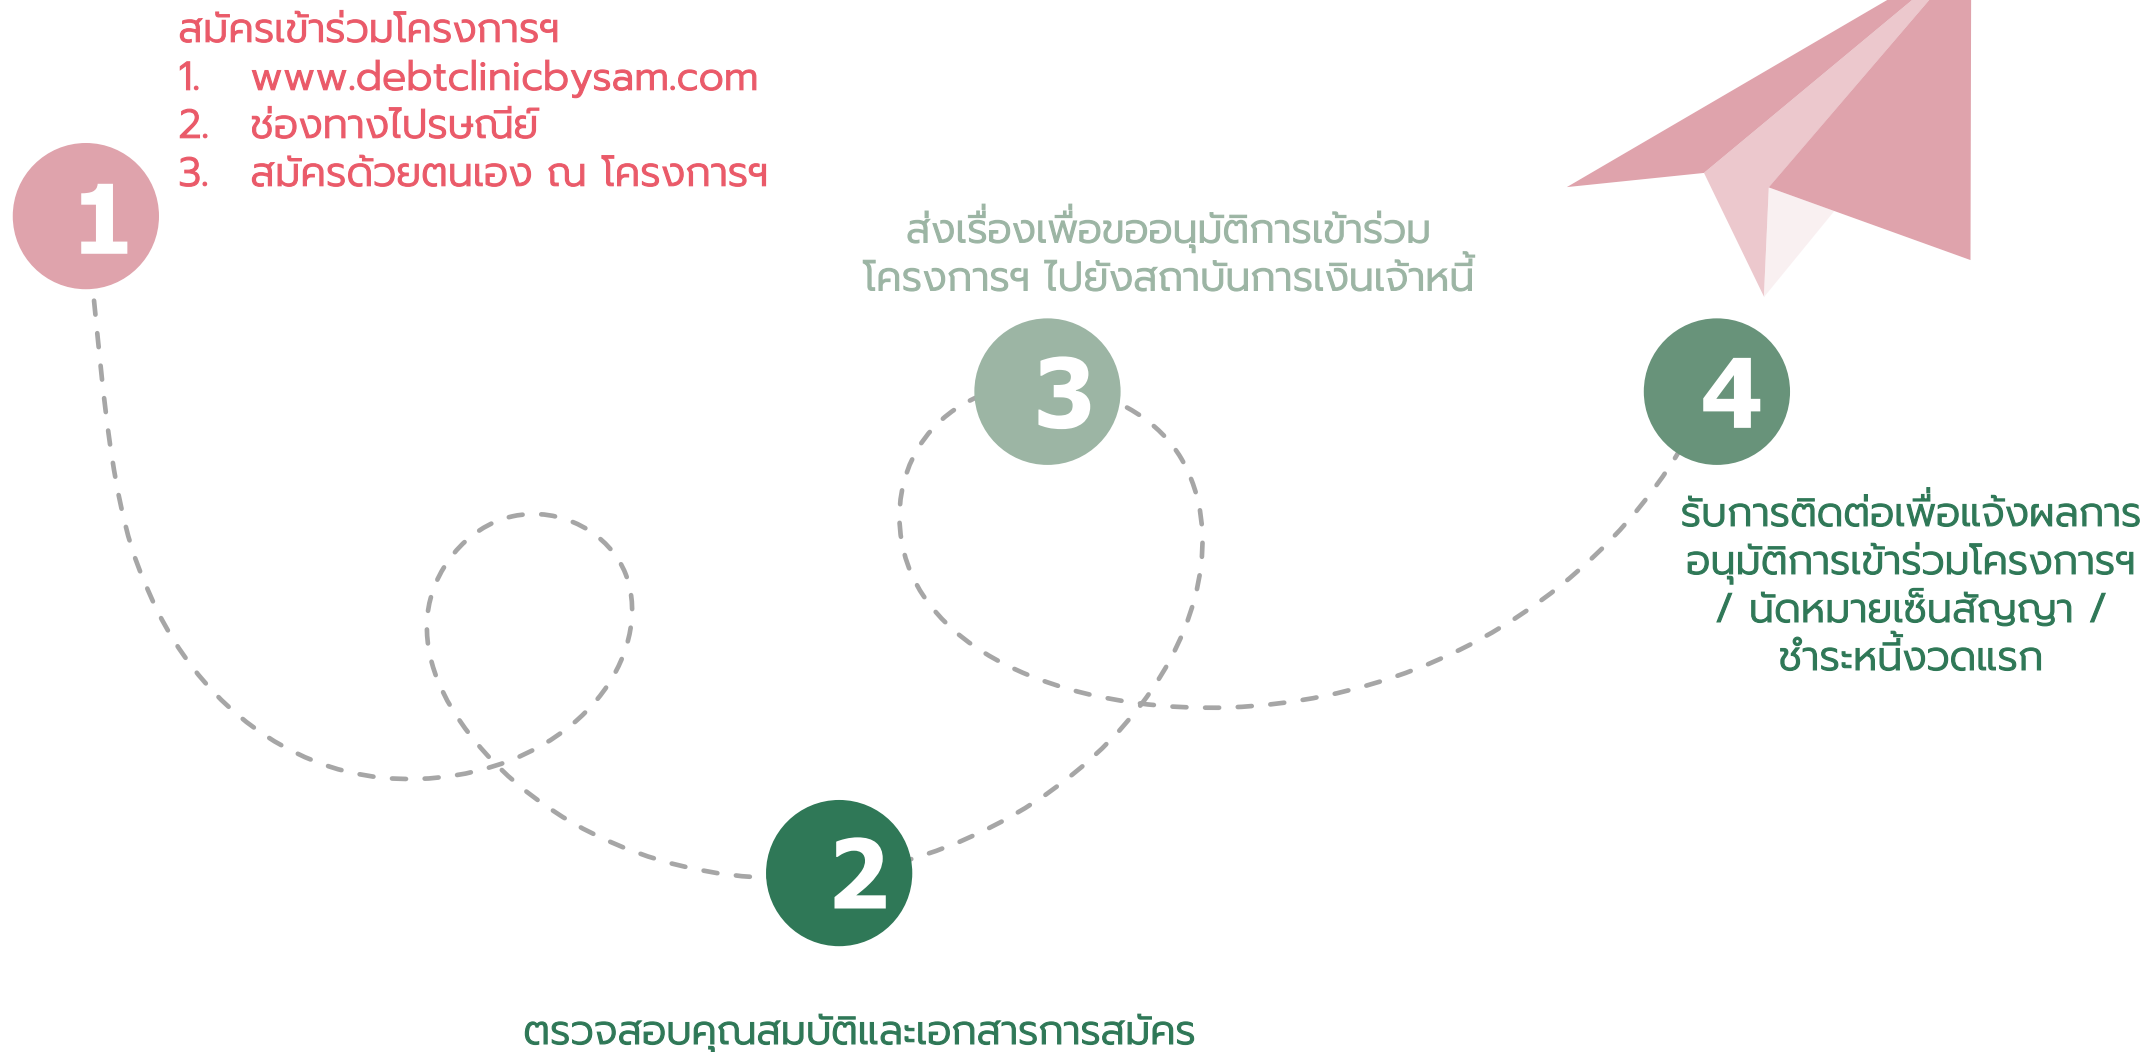 สมัครเข้าร่วมโครงการฯ
1. www.debtclinicbysam.com
2. ช่องทางไปรษณีย์
3. สมัครด้วยตนเอง ณ โครงการฯ
1
2
ตรวจสอบคุณสมบัติและเอกสารการสมัคร
ส่งเรื่องเพื่อขออนุมัติการเข้าร่วม
โครงการฯ ไปยังสถาบันการเงินเจ้าหนี้
3
4
รับการติดต่อเพื่อแจ้งผลการ
อนุมัติการเข้าร่วมโครงการฯ
/ นัดหมายเซ็นสัญญา /
ชำระหนี้งวดแรก